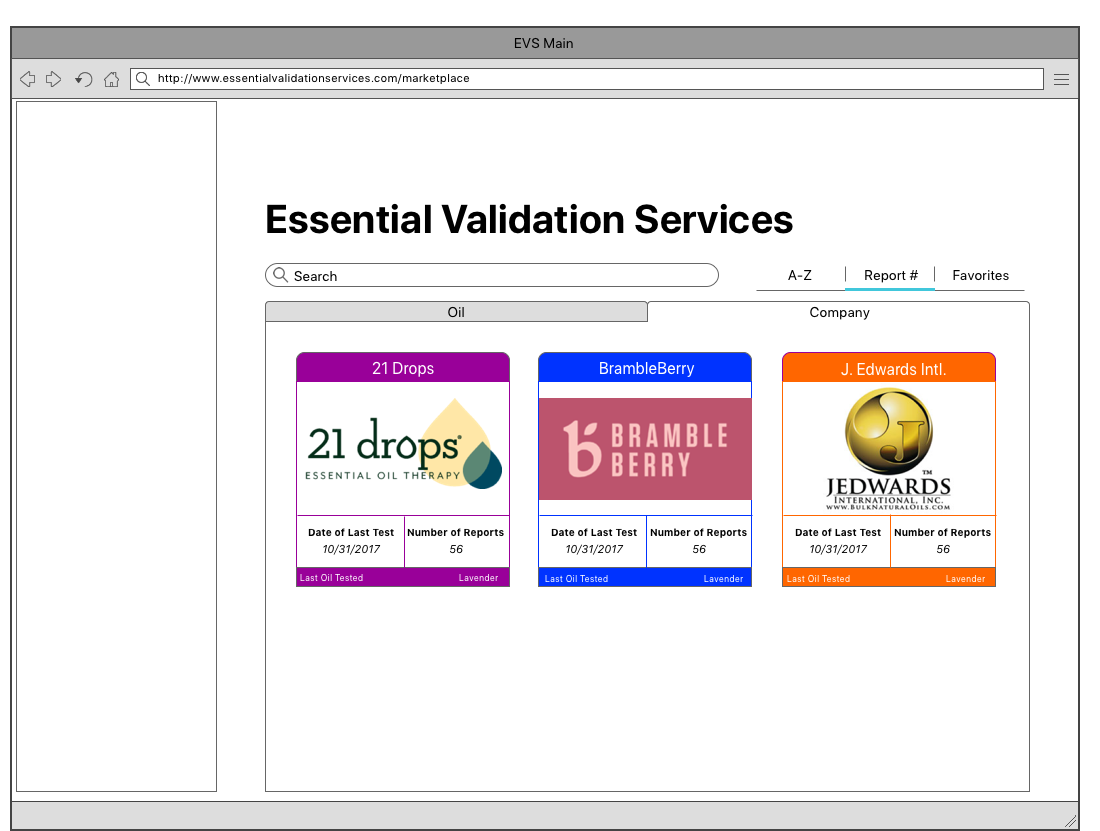 EVS Main
http://www.essentialvalidationservices.com/marketplace
Essential Validation Services
Search
A-Z
Report #
Favorites
Oil
Company
21 Drops
21 drops®
ESSENTIAL OIL THERAPY
Date of Last Test
10/31/2017
Number of Reports
56
Last Oil Tested
Lavender
BrambleBerry
b
BRAMBLE
BERRY
Date of Last Test
10/31/2017
Number of Reports
56
Last Oil Tested
Lavender
J. Edwards Intl.
J
™
JEDWARDS
INTERNATIONAL, INC.
WWW.BULKNATURALOILS.COM
Date of Last Test
10/31/2017
Number of Reports
56
Last Oil Tested
Lavender